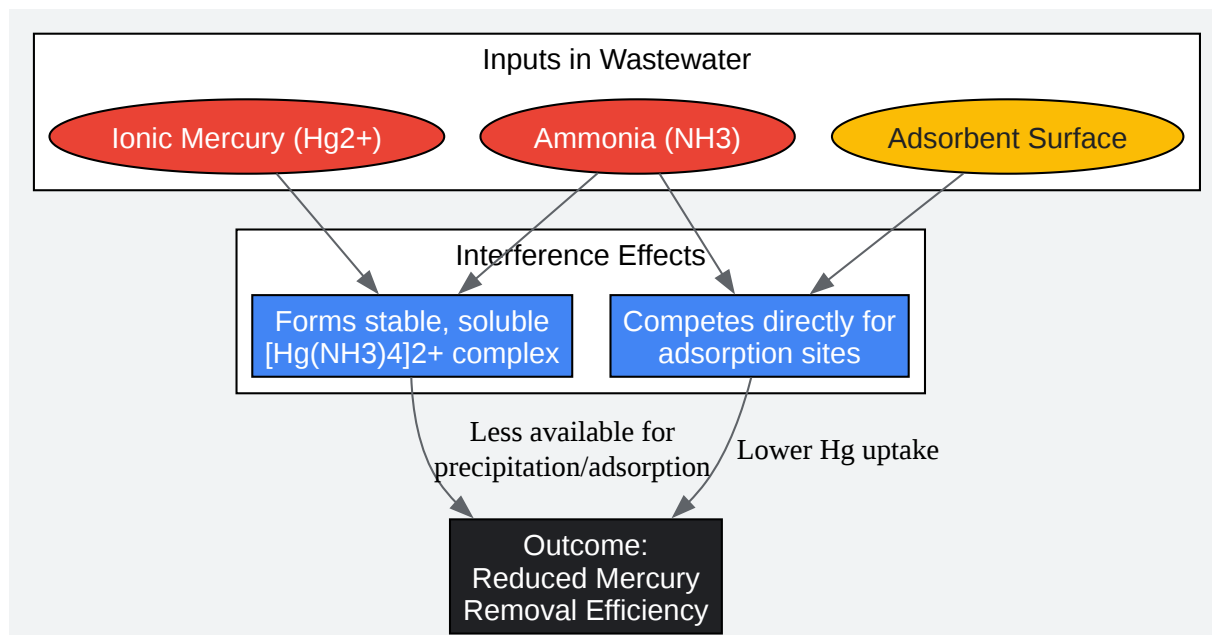 Inputs in Wastewater
Ionic Mercury (Hg2+)
Ammonia (NH3)
Adsorbent Surface
Interference Effects
Forms stable, soluble
[Hg(NH3)4]2+ complex
Competes directly for
adsorption sites
Less available for
precipitation/adsorption
Lower Hg uptake
Outcome:
Reduced Mercury
Removal Efficiency